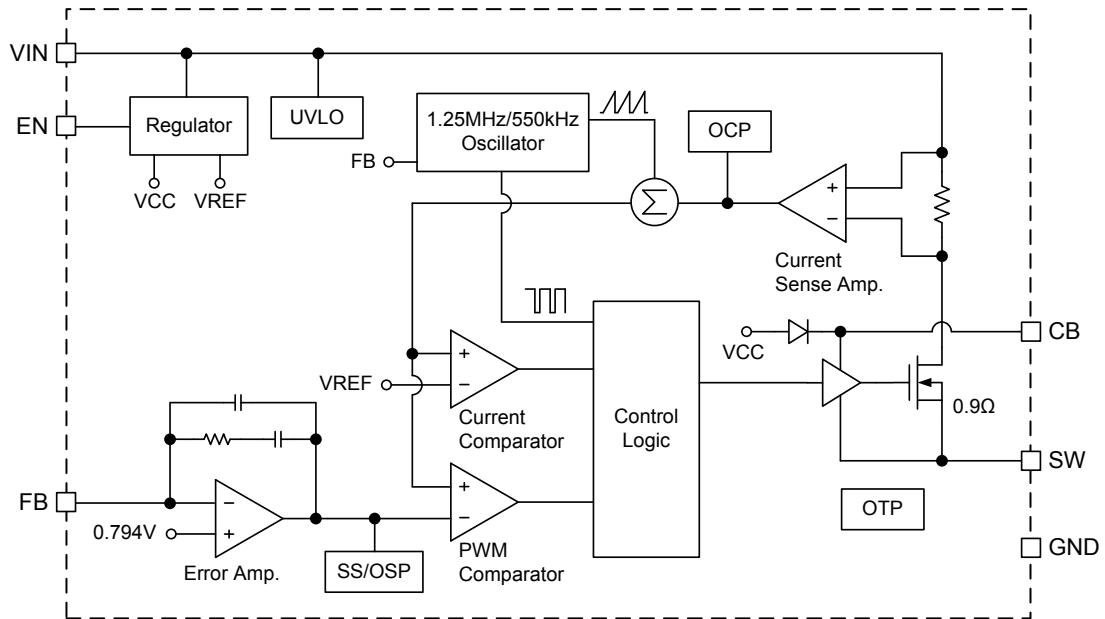 VIN
EN
Regulator
VCC
VREF
UVLO
FB
1.25MHz/550kHz
Oscillator
Σ
OCP
+
−
Current
Sense Amp.
VCC
CB
VREF
+
−
Current
Comparator
Control
Logic
0.9Ω
SW
FB
0.794V
−
+
Error Amp.
SS/OSP
+
−
PWM
Comparator
OTP
GND